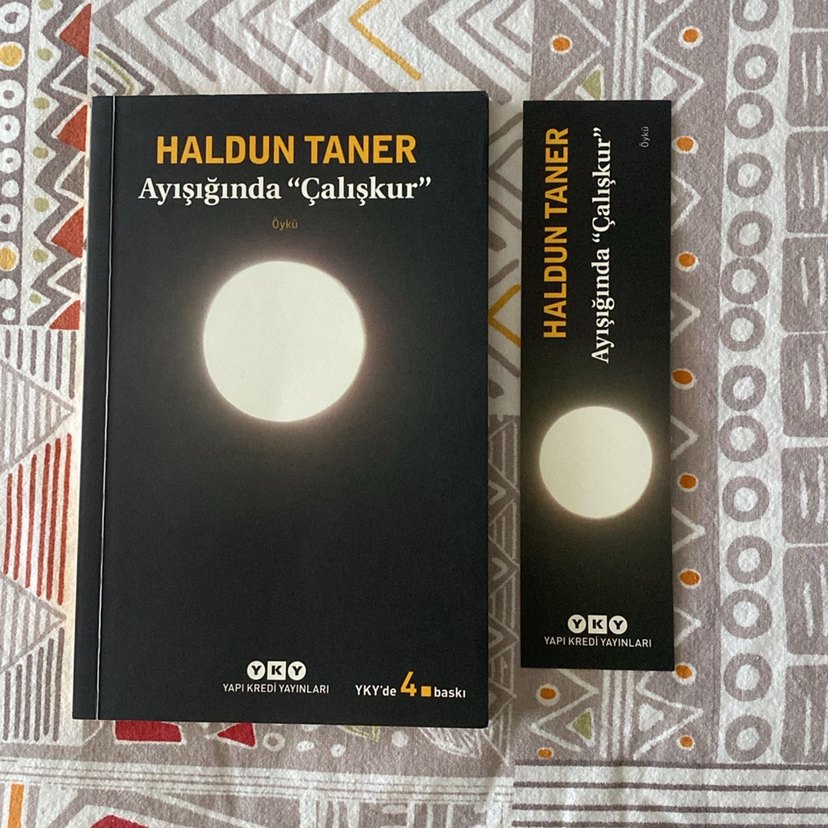 HALDUN TANER
Ayışığında “Çalışkur”
Öykü
YKY
YAPI KREDİ YAYINLARI
YKY’de 4. baskı
HALDUN TANER
Ayışığında “Çalışkur”
Öykü
YKY
YAPI KREDİ YAYINLARI